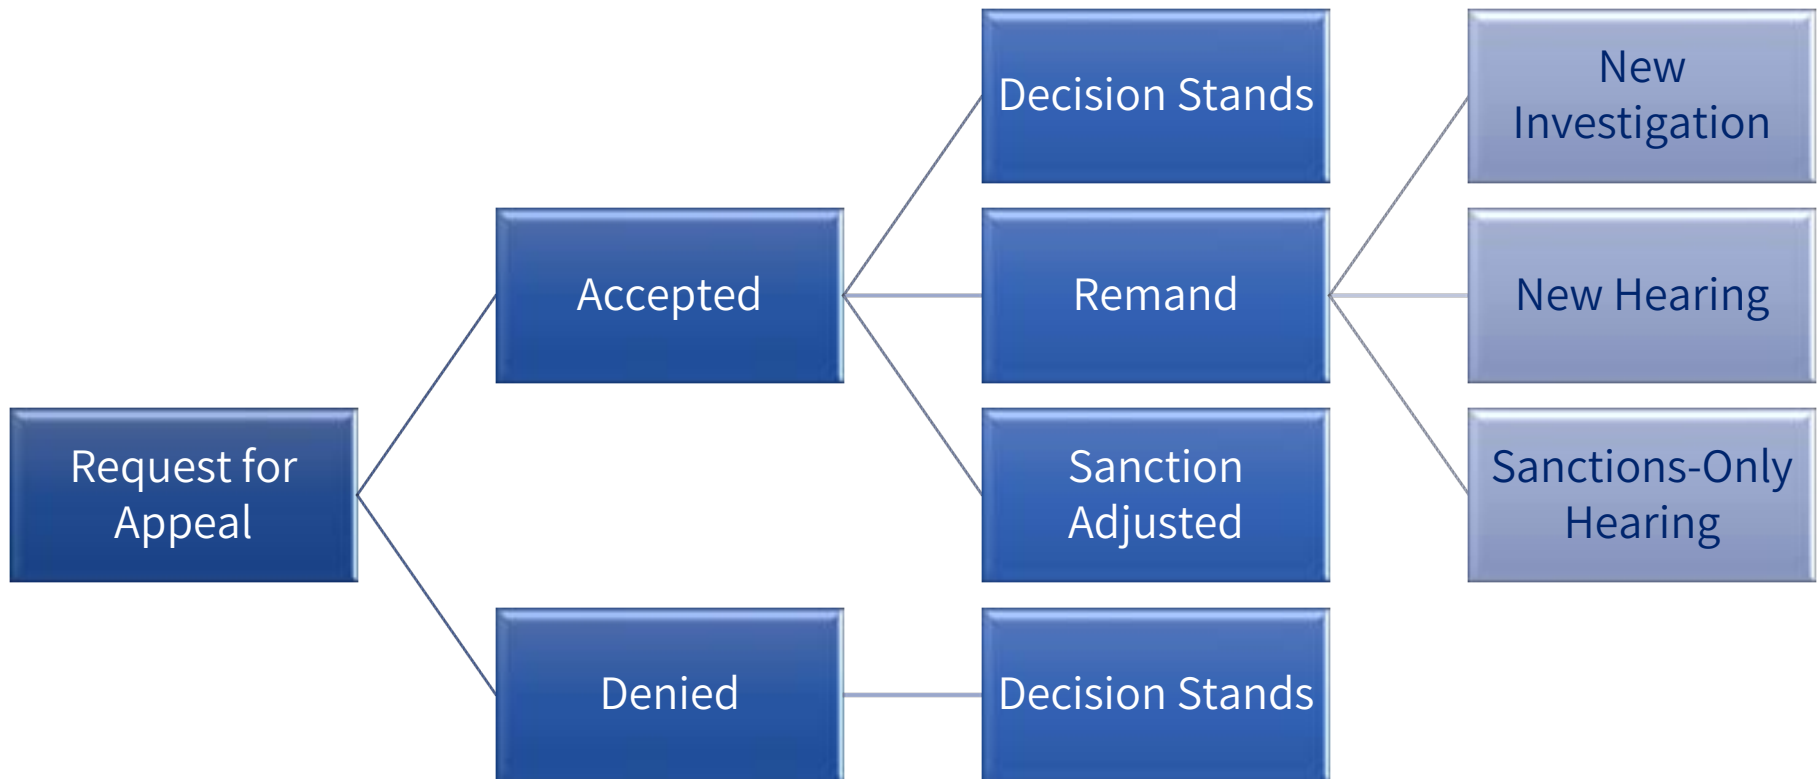 Request for
Appeal
Accepted
Denied
Decision Stands
Remand
Sanction
Adjusted
Decision Stands
New
Investigation
New Hearing
Sanctions-Only
Hearing